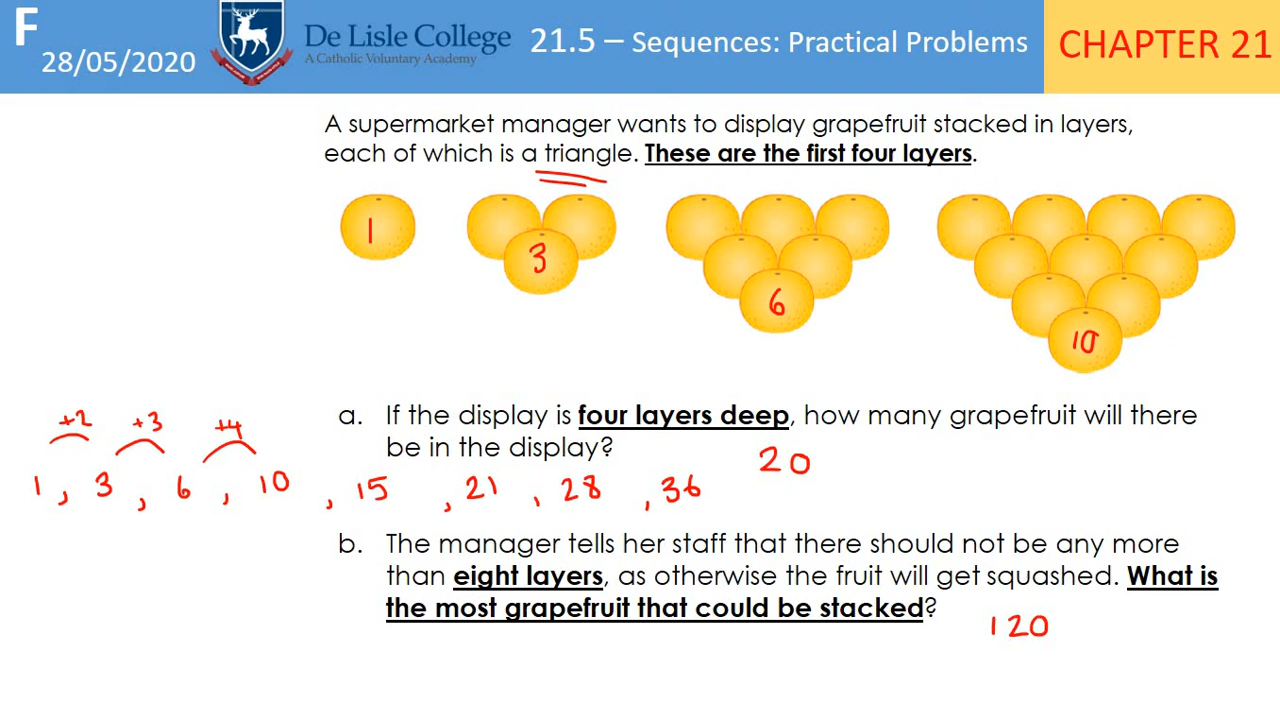 F
28/05/2020
De Lisle College
A Catholic Voluntary Academy
21.5 – Sequences: Practical Problems
CHAPTER 21
A supermarket manager wants to display grapefruit stacked in layers,
each of which is a triangle. These are the first four layers.
1
3
6
10
a. If the display is four layers deep, how many grapefruit will there
be in the display?
20
+2 +3 +4
1 , 3 , 6 , 10 , 15 , 21 , 28 , 36
b. The manager tells her staff that there should not be any more
than eight layers, as otherwise the fruit will get squashed. What is
the most grapefruit that could be stacked?
120